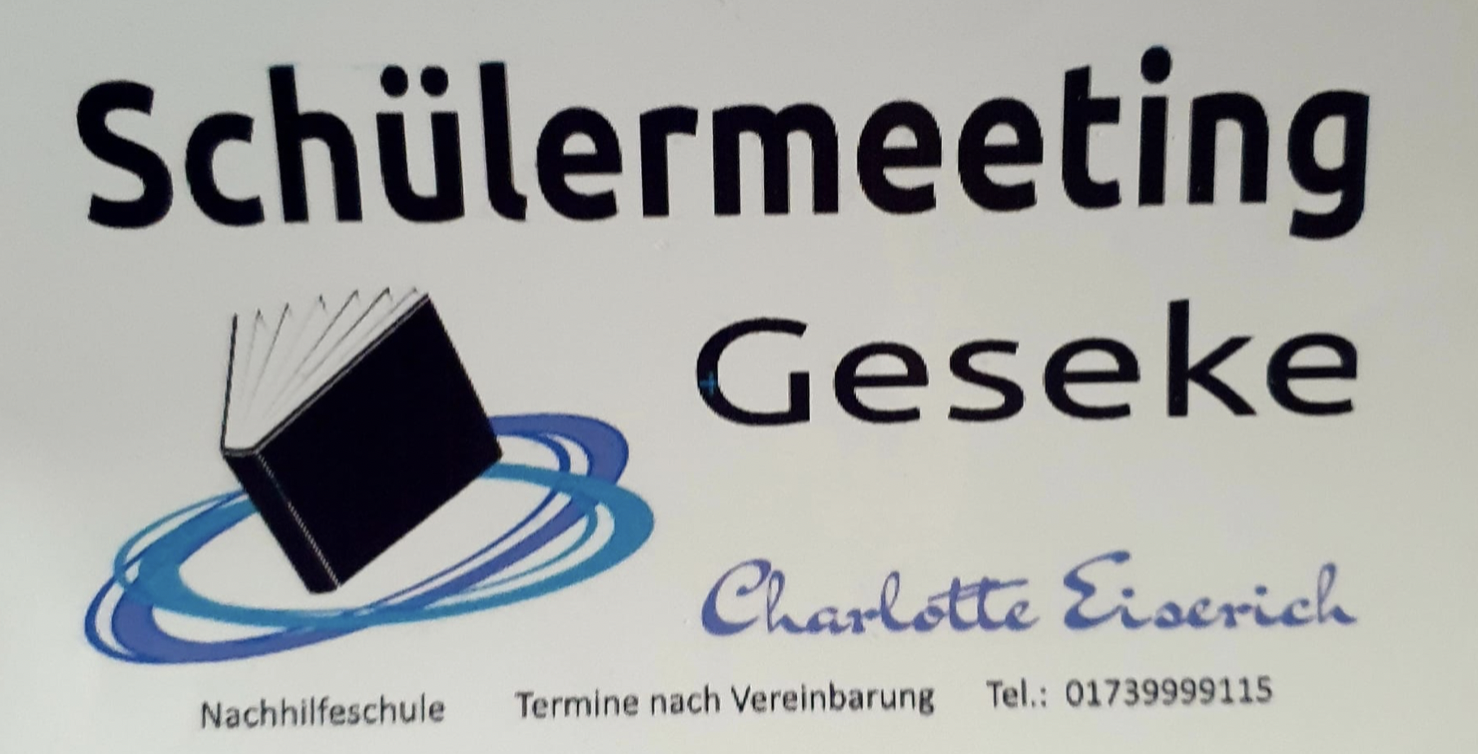 Schülermeeting
Geseke
Charlotte Eiserich
Nachhilfeschule Termine nach Vereinbarung Tel.: 01739999115